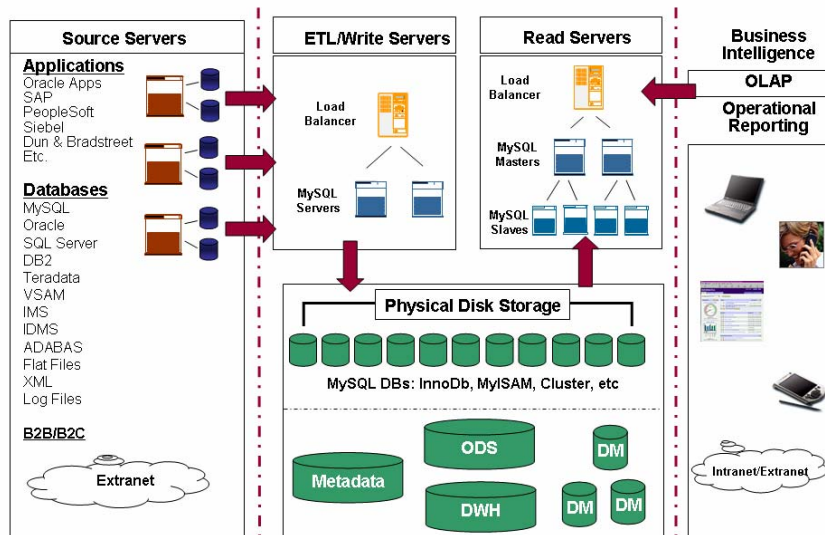 Source Servers
Applications
Oracle Apps
SAP
PeopleSoft
Siebel
Dun & Bradstreet
Etc.
Databases
MySQL
Oracle
SQL Server
DB2
Teradata
VSAM
IMS
IDMS
ADABAS
Flat Files
XML
Log Files
B2B/B2C
Extranet
ETL/Write Servers
Load
Balancer
MySQL
Servers
Read Servers
Load
Balancer
MySQL
Masters
MySQL
Slaves
Physical Disk Storage
MySQL DBs: InnoDb, MyISAM, Cluster, etc
Metadata
ODS
DWH
DM
DM
DM
Business
Intelligence
OLAP
Operational
Reporting
Intranet/Extranet